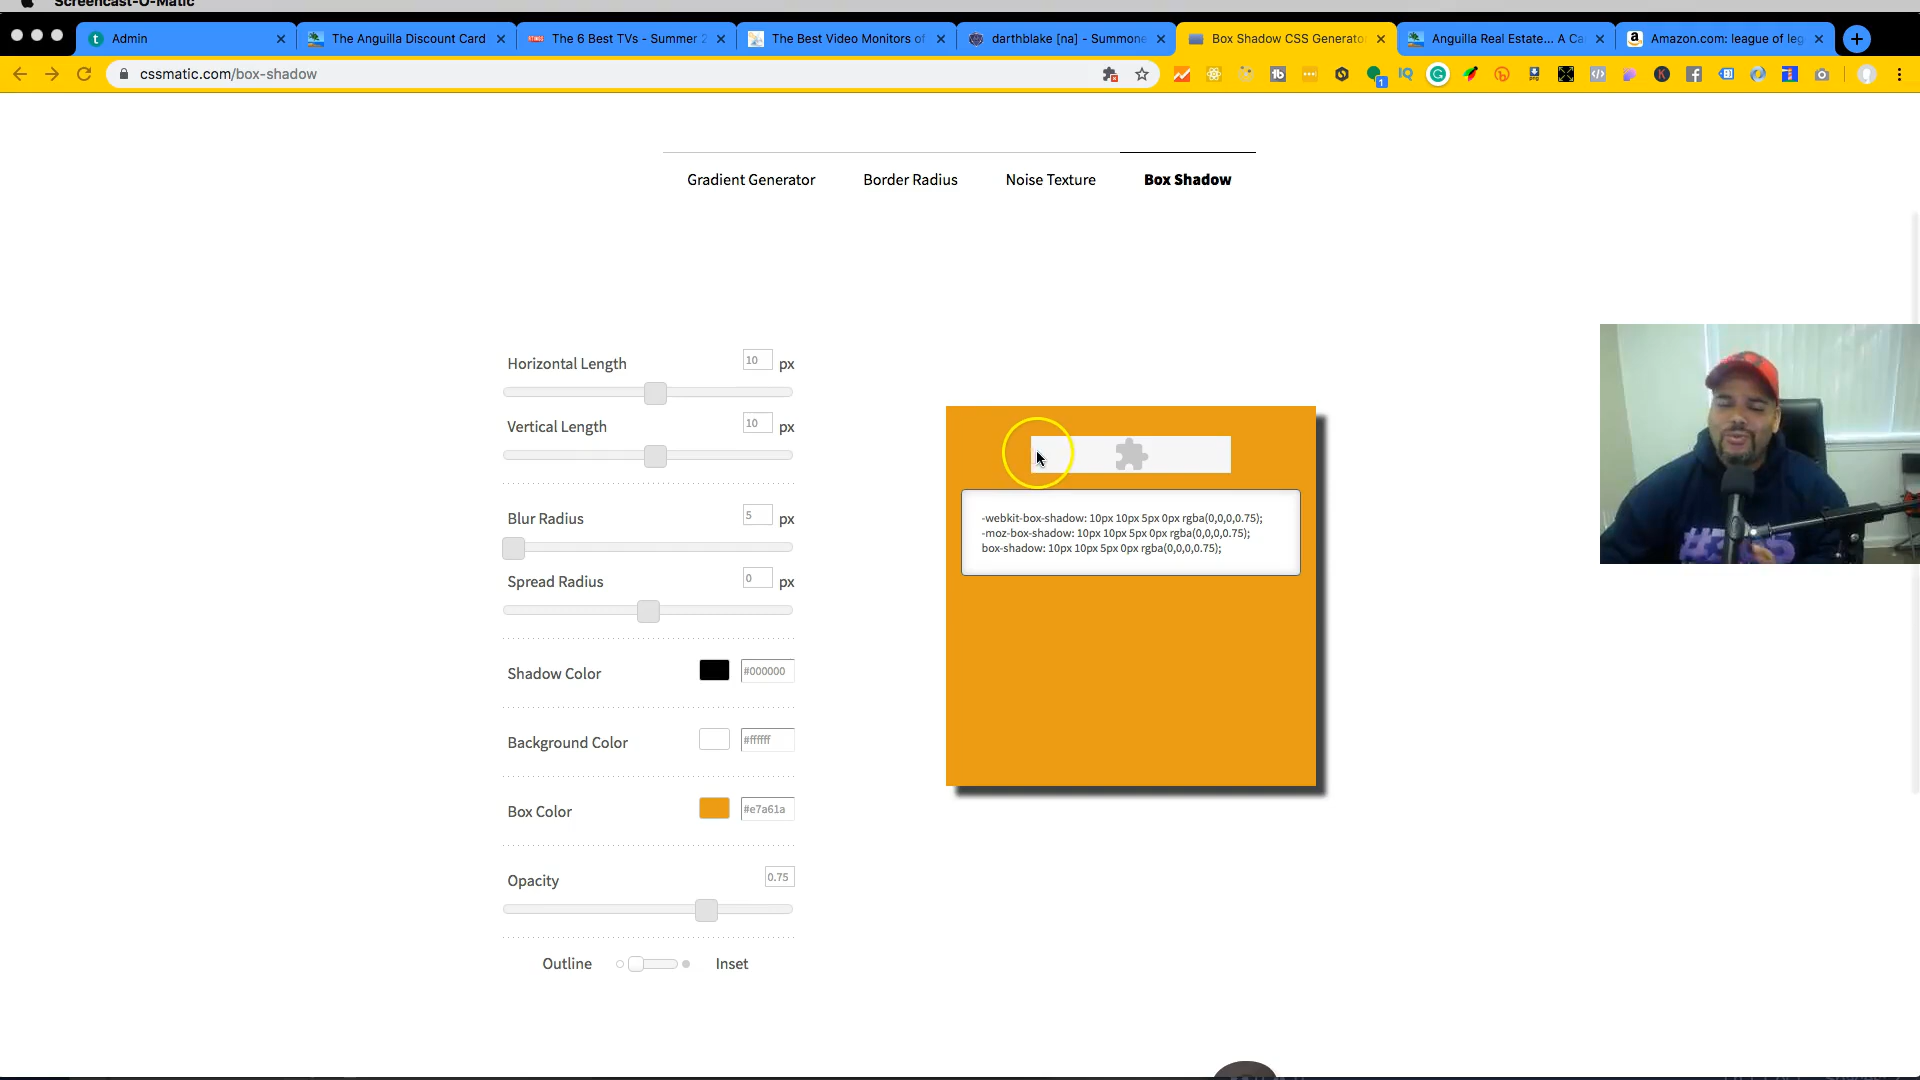 Screencast-O-Matic
Admin
The Anguilla Discount Card
The 6 Best TVs - Summer 2
The Best Video Monitors of
darthblake [na] - Summone
Box Shadow CSS Generator
Anguilla Real Estate... A Ca
Amazon.com: league of leg
cssmatic.com/box-shadow
Gradient Generator
Border Radius
Noise Texture
Box Shadow
Horizontal Length
10
px
Vertical Length
10
px
Blur Radius
5
px
Spread Radius
0
px
Shadow Color
#000000
Background Color
#ffffff
Box Color
#e7a61a
Opacity
0.75
Outline
Inset
-webkit-box-shadow: 10px 10px 5px 0px rgba(0,0,0,0.75);
-moz-box-shadow: 10px 10px 5px 0px rgba(0,0,0,0.75);
box-shadow: 10px 10px 5px 0px rgba(0,0,0,0.75);